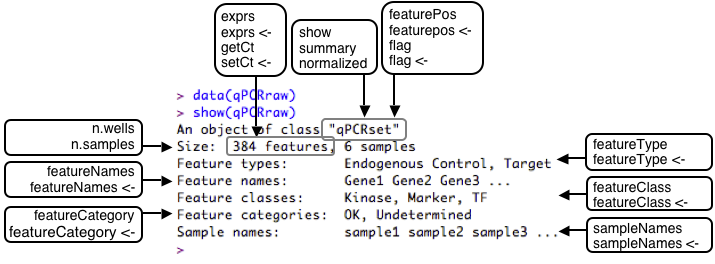 exprs
exprs <-
getCt
setCt <-
show
summary
normalized
featurePos
featurepos <-
flag
flag <-
> data(qPCRraw)
> show(qPCRraw)
An object of class "qPCRset"
n.wells
n.samples
Size: 384 features, 6 samples
Feature types: Endogenous Control, Target
featureType
featureType <-
featureNames
featureNames <-
Feature names: Gene1 Gene2 Gene3 ...
Feature classes: Kinase, Marker, TF
featureClass
featureClass <-
featureCategory
featureCategory <-
Feature categories: OK, Undetermined
Sample names: sample1 sample2 sample3 ...
sampleNames
sampleNames <-
>